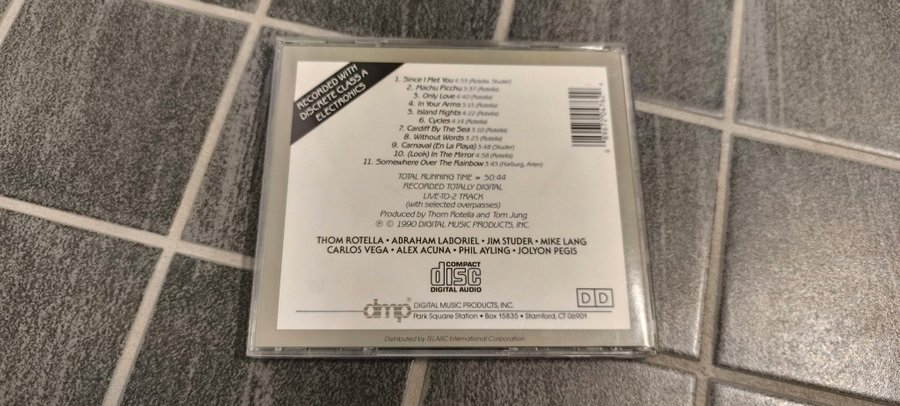 RECORDED WITH
DISCRETE CLASS A
ELECTRONICS
1. Since I Met You 4:55 (Rotella, Studer)
2. Machu Picchu 5:57 (Rotella)
3. Only Love 4:40 (Rotella)
4. In Your Arms 5:15 (Rotella)
5. Island Nights 4:22 (Rotella)
6. Cycles 4:14 (Rotella)
7. Cardiff By The Sea 5:10 (Rotella)
8. Without Words 5:25 (Rotella)
9. Carnaval (En La Playa) 3:48 (Studer)
10. (Look) In The Mirror 4:58 (Rotella)
11. Somewhere Over The Rainbow 3:45 (Harburg, Arlen)
TOTAL RUNNING TIME = 50:44
RECORDED TOTALLY DIGITAL
LIVE-TO-2 TRACK
(with selected overpasses)
Produced by Thom Rotella and Tom Jung
℗ © 1990 DIGITAL MUSIC PRODUCTS, INC.
THOM ROTELLA • ABRAHAM LABORIEL • JIM STUDER • MIKE LANG
CARLOS VEGA • ALEX ACUNA • PHIL AYLING • JOLYON PEGIS
COMPACT
disc
DIGITAL AUDIO
dmp® DIGITAL MUSIC PRODUCTS, INC.
Park Square Station • Box 15835 • Stamford, CT 06901
D D
Distributed by TELARC International Corporation